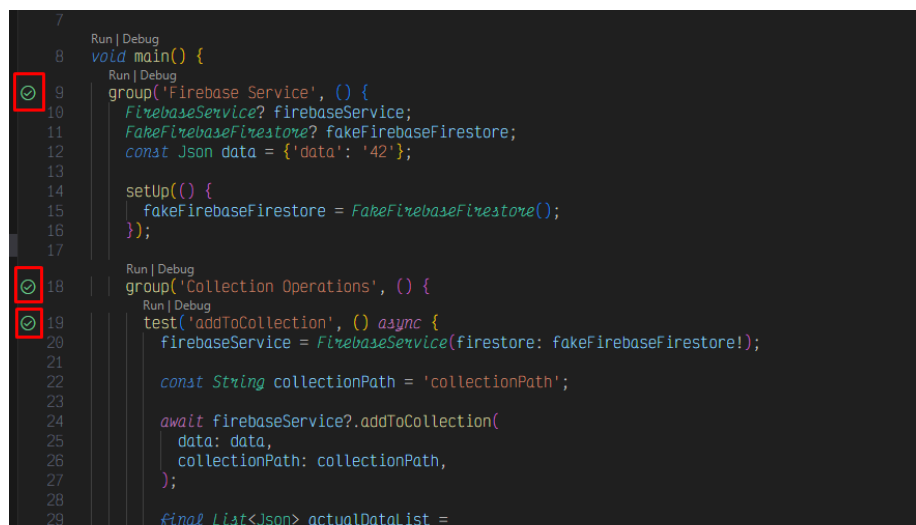 7
Run | Debug
8 void main() {
Run | Debug
9 group('Firebase Service', () {
10 FirebaseService? firebaseService;
11 FakeFirebaseFirestore? fakeFirebaseFirestore;
12 const Json data = {'data': '42'};
13
14 setUp(() {
15 fakeFirebaseFirestore = FakeFirebaseFirestore();
16 });
17
Run | Debug
18 group('Collection Operations', () {
Run | Debug
19 test('addToCollection', () async {
20 firebaseService = FirebaseService(firestore: fakeFirebaseFirestore!);
21
22 const String collectionPath = 'collectionPath';
23
24 await firebaseService?.addToCollection(
25 data: data,
26 collectionPath: collectionPath,
27 );
28
29 final List<Json> actualDataList =